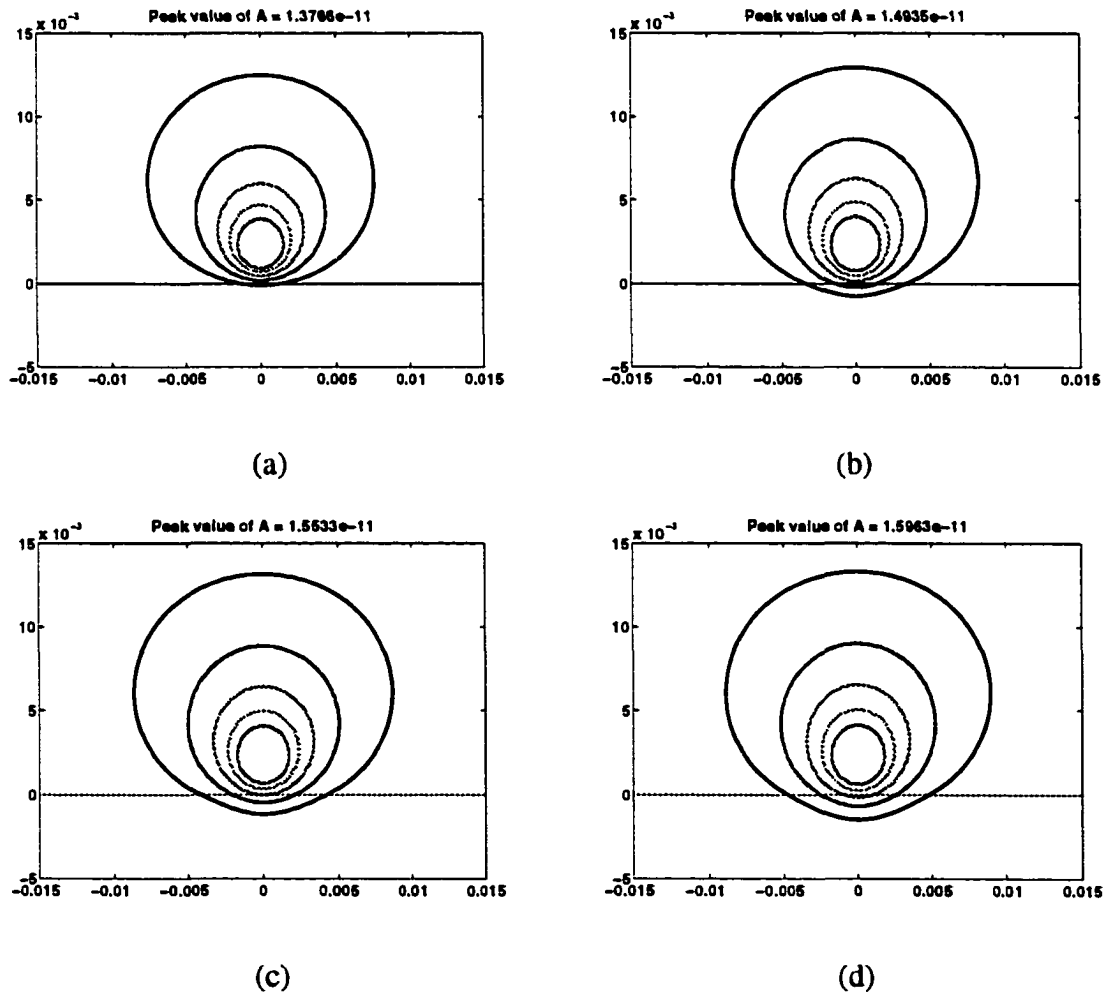 Peak value of A = 1.3766e-11
x 10⁻³
15
10
5
0
-5
-0.015 -0.01 -0.005 0 0.005 0.01 0.015
(a)
Peak value of A = 1.4935e-11
x 10⁻³
15
10
5
0
-5
-0.015 -0.01 -0.005 0 0.005 0.01 0.015
(b)
Peak value of A = 1.5533e-11
x 10⁻³
15
10
5
0
-5
-0.015 -0.01 -0.005 0 0.005 0.01 0.015
(c)
Peak value of A = 1.5963e-11
x 10⁻³
15
10
5
0
-5
-0.015 -0.01 -0.005 0 0.005 0.01 0.015
(d)